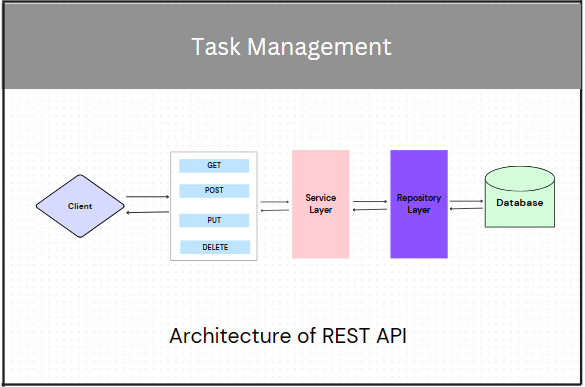 Task Management
Client
GET
POST
PUT
DELETE
Service
Layer
Repository
Layer
Database
Architecture of REST API